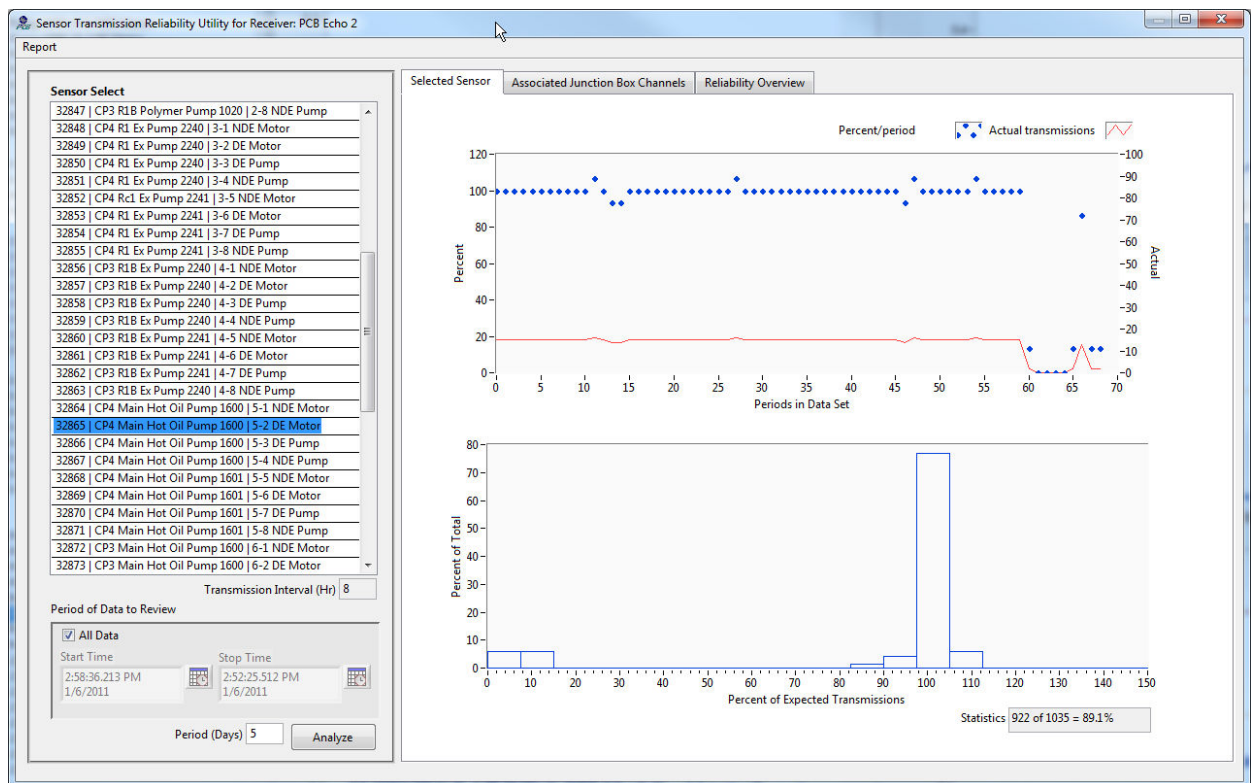 Sensor Transmission Reliability Utility for Receiver: PCB Echo 2
Report
Sensor Select
32847 | CP3 R1B Polymer Pump 1020 | 2-8 NDE Pump
32848 | CP4 R1 Ex Pump 2240 | 3-1 NDE Motor
32849 | CP4 R1 Ex Pump 2240 | 3-2 DE Motor
32850 | CP4 R1 Ex Pump 2240 | 3-3 DE Pump
32851 | CP4 R1 Ex Pump 2240 | 3-4 NDE Pump
32852 | CP4 Rc1 Ex Pump 2241 | 3-5 NDE Motor
32853 | CP4 R1 Ex Pump 2241 | 3-6 DE Motor
32854 | CP4 R1 Ex Pump 2241 | 3-7 DE Pump
32855 | CP4 R1 Ex Pump 2241 | 3-8 NDE Pump
32856 | CP3 R1B Ex Pump 2240 | 4-1 NDE Motor
32857 | CP3 R1B Ex Pump 2240 | 4-2 DE Motor
32858 | CP3 R1B Ex Pump 2240 | 4-3 DE Pump
32859 | CP3 R1B Ex Pump 2240 | 4-4 NDE Pump
32860 | CP3 R1B Ex Pump 2241 | 4-5 NDE Motor
32861 | CP3 R1B Ex Pump 2241 | 4-6 DE Motor
32862 | CP3 R1B Ex Pump 2241 | 4-7 DE Pump
32863 | CP3 R1B Ex Pump 2240 | 4-8 NDE Pump
32864 | CP4 Main Hot Oil Pump 1600 | 5-1 NDE Motor
32865 | CP4 Main Hot Oil Pump 1600 | 5-2 DE Motor
32866 | CP4 Main Hot Oil Pump 1600 | 5-3 DE Pump
32867 | CP4 Main Hot Oil Pump 1600 | 5-4 NDE Pump
32868 | CP4 Main Hot Oil Pump 1601 | 5-5 NDE Motor
32869 | CP4 Main Hot Oil Pump 1601 | 5-6 DE Motor
32870 | CP4 Main Hot Oil Pump 1601 | 5-7 DE Pump
32871 | CP4 Main Hot Oil Pump 1601 | 5-8 NDE Pump
32872 | CP3 Main Hot Oil Pump 1600 | 6-1 NDE Motor
32873 | CP3 Main Hot Oil Pump 1600 | 6-2 DE Motor
Transmission Interval (Hr) 8
Period of Data to Review
All Data
Start Time Stop Time
2:58:36.213 PM 2:52:25.512 PM
1/6/2011 1/6/2011
Period (Days) 5 Analyze
Selected Sensor Associated Junction Box Channels Reliability Overview
Percent/period Actual transmissions
120
100
80
60
40
20
0
Percent
100
90
80
70
60
50
40
30
20
10
0
Actual
0 5 10 15 20 25 30 35 40 45 50 55 60 65 70
Periods in Data Set
80
70
60
50
40
30
20
10
0
Percent of Total
0 10 20 30 40 50 60 70 80 90 100 110 120 130 140 150
Percent of Expected Transmissions
Statistics 922 of 1035 = 89.1%